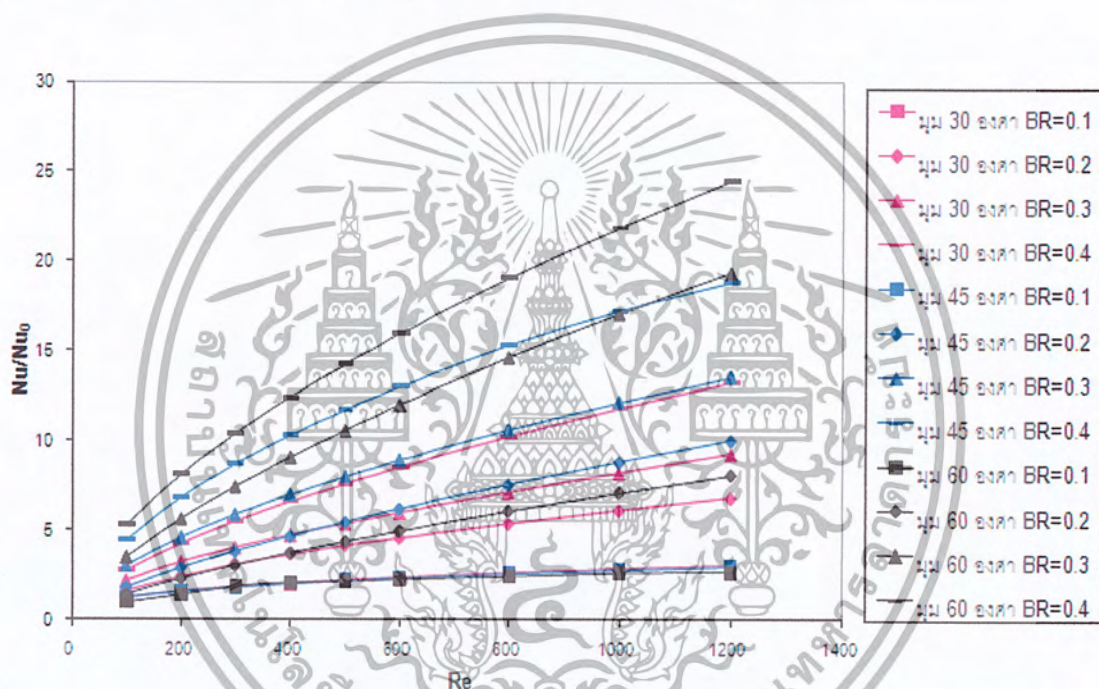 30
25
20
15
10
5
0
Nu/Nu₀
0 200 400 600 800 1000 1200 1400
Re
มุม 30 องศา BR=0.1
มุม 30 องศา BR=0.2
มุม 30 องศา BR=0.3
มุม 30 องศา BR=0.4
มุม 45 องศา BR=0.1
มุม 45 องศา BR=0.2
มุม 45 องศา BR=0.3
มุม 45 องศา BR=0.4
มุม 60 องศา BR=0.1
มุม 60 องศา BR=0.2
มุม 60 องศา BR=0.3
มุม 60 องศา BR=0.4